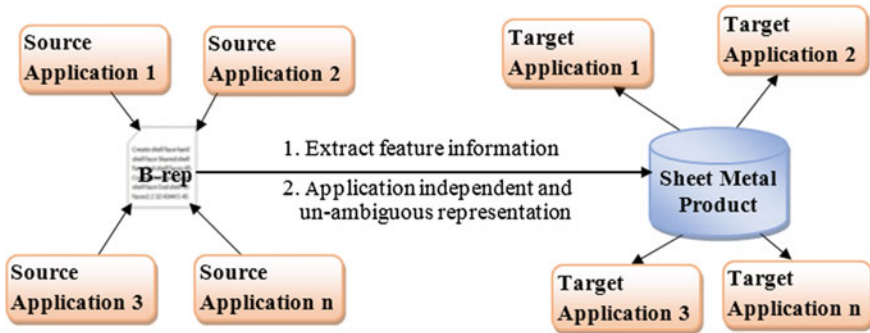 Source
Application 1
Source
Application 2
Target
Application 1
Target
Application 2
B-rep
1. Extract feature information
2. Application independent and
un-ambiguous representation
Sheet Metal
Product
Source
Application 3
Source
Application n
Target
Application 3
Target
Application n